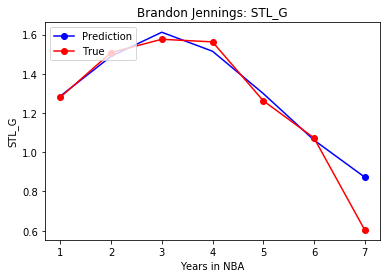 Brandon Jennings: STL_G
Prediction
True
1.6
1.4
1.2
1.0
0.8
0.6
STL_G
1 2 3 4 5 6 7
Years in NBA